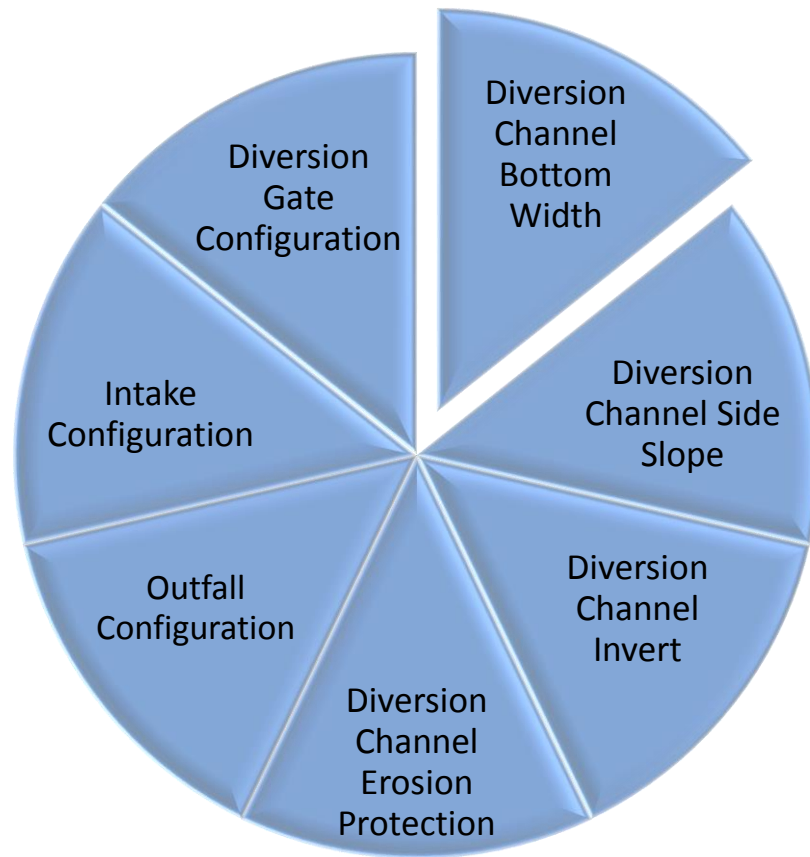 Diversion
Channel
Bottom
Width
Diversion
Channel Side
Slope
Diversion
Channel
Invert
Diversion
Channel
Erosion
Protection
Outfall
Configuration
Intake
Configuration
Diversion
Gate
Configuration